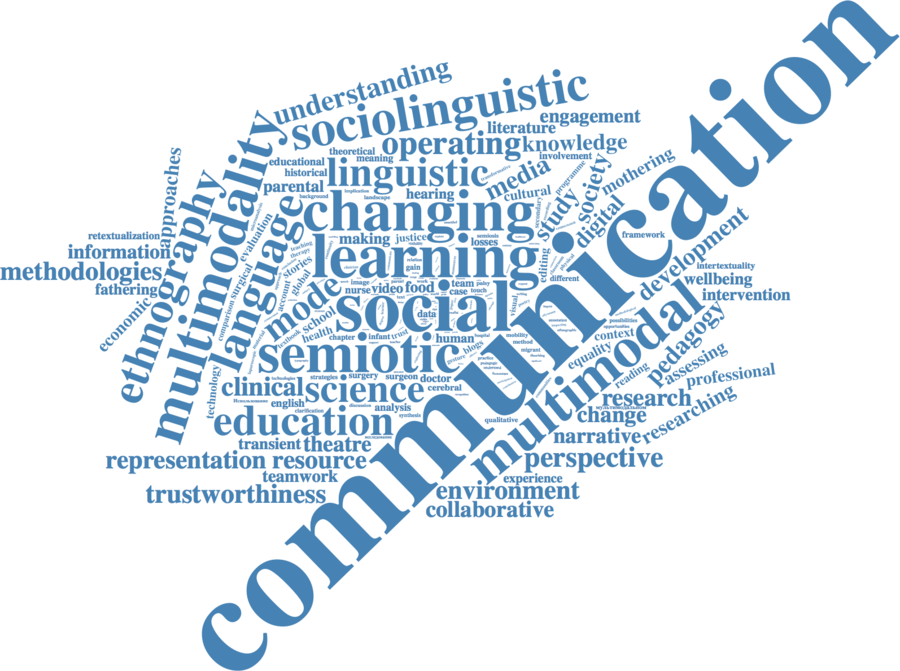 communication
understanding
sociolinguistic
engagement
literature
operating knowledge
theoretical
meaning
involvement
educational
linguistic
historical
media
programme
society
mothering
parental
hearing
cultural
study
digital
background
changing
approaches
multimodality
ethnography
language
retextualization
information
methodologies
fathering
economic
evaluation
surgical
comparison
technology
making
justice
semiosis
losses
framework
learning
teaching
therapy
stories
global
account
relation
gain
editing
different
development
intertextuality
wellbeing
intervention
mode
image
nurse video food
team
case
touch
visual
social
data
school
health
textbook
chapter
infant
trust
human
mobility
method
migrant
blogs
gesture
semiotic
possibilities
opportunities
context
equality
reading
pedagogy
assessing
professional
multimodal
strategies
surgery
surgeon
doctor
cerebral
clinical science
english
discussion
analysis
clarification
synthesis
qualitative
research
change
researching
education
transient theatre
narrative
representation resource
perspective
teamwork
experience
trustworthiness
environment
collaborative